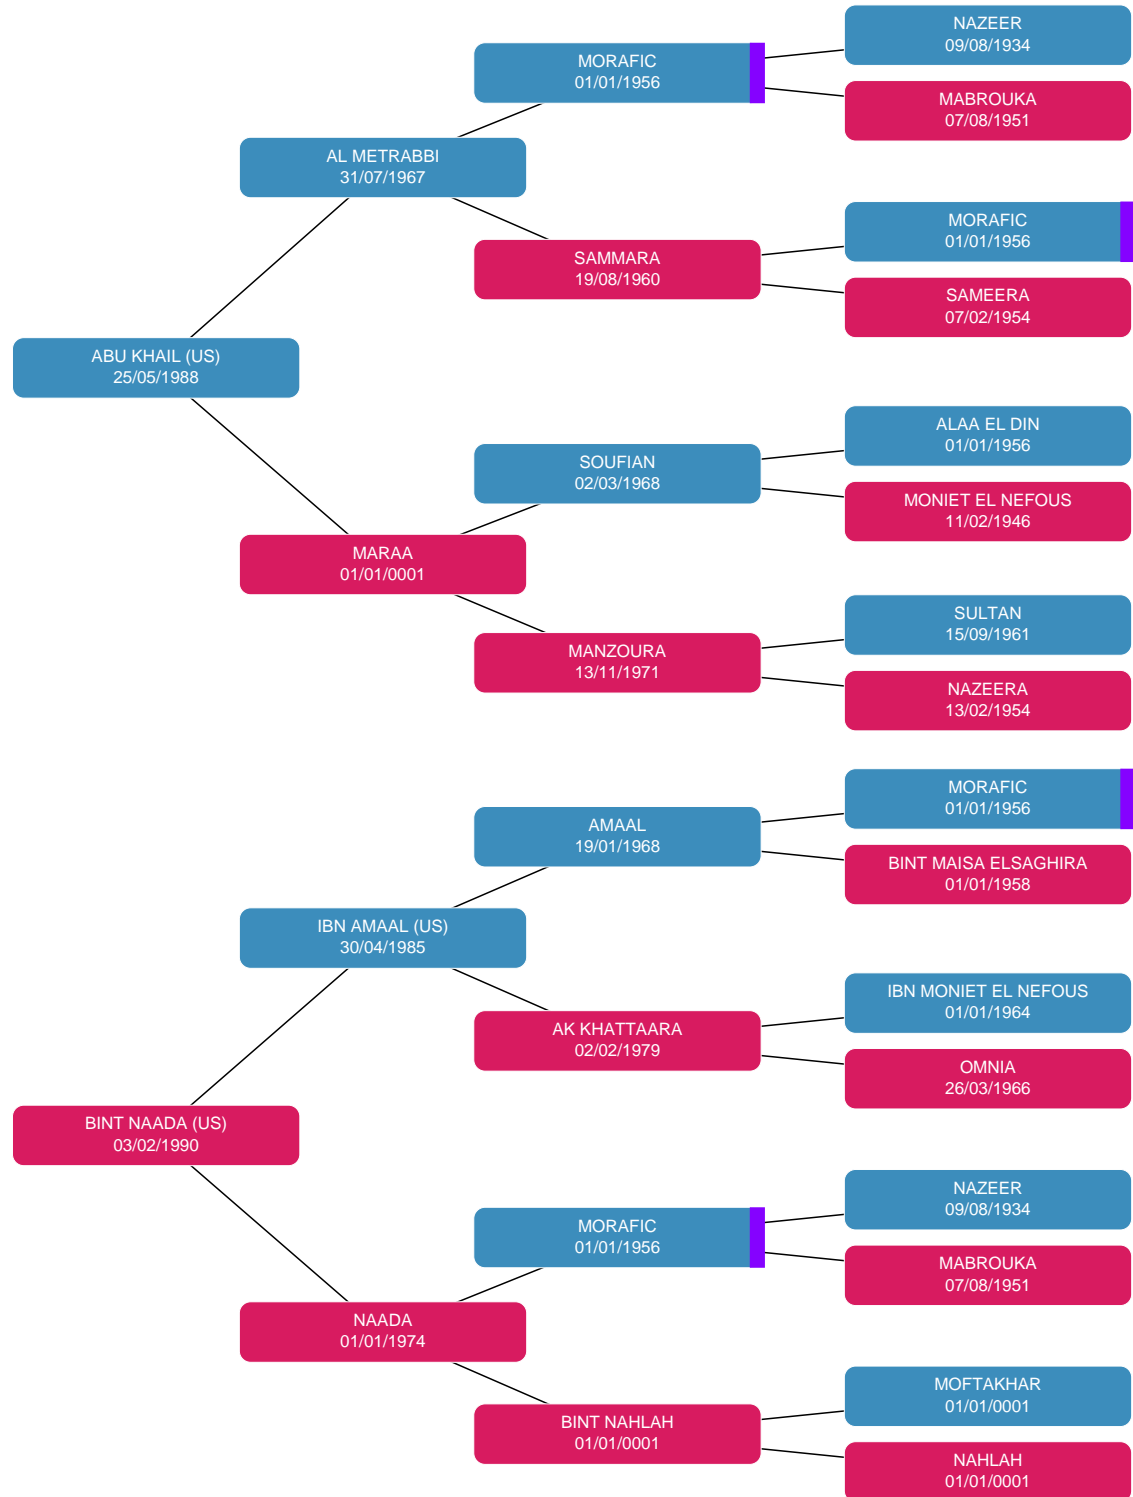 NAZEER
09/08/1934
MORAFIC
01/01/1956
MABROUKA
07/08/1951
AL METRABBI
31/07/1967
MORAFIC
01/01/1956
SAMMARA
19/08/1960
SAMEERA
07/02/1954
ABU KHAIL (US)
25/05/1988
ALAA EL DIN
01/01/1956
SOUFIAN
02/03/1968
MONIET EL NEFOUS
11/02/1946
MARAA
01/01/0001
SULTAN
15/09/1961
MANZOURA
13/11/1971
NAZEERA
13/02/1954
MORAFIC
01/01/1956
AMAAL
19/01/1968
BINT MAISA ELSAGHIRA
01/01/1958
IBN AMAAL (US)
30/04/1985
IBN MONIET EL NEFOUS
01/01/1964
AK KHATTAARA
02/02/1979
OMNIA
26/03/1966
BINT NAADA (US)
03/02/1990
NAZEER
09/08/1934
MORAFIC
01/01/1956
MABROUKA
07/08/1951
NAADA
01/01/1974
MOFTAKHAR
01/01/0001
BINT NAHLAH
01/01/0001
NAHLAH
01/01/0001